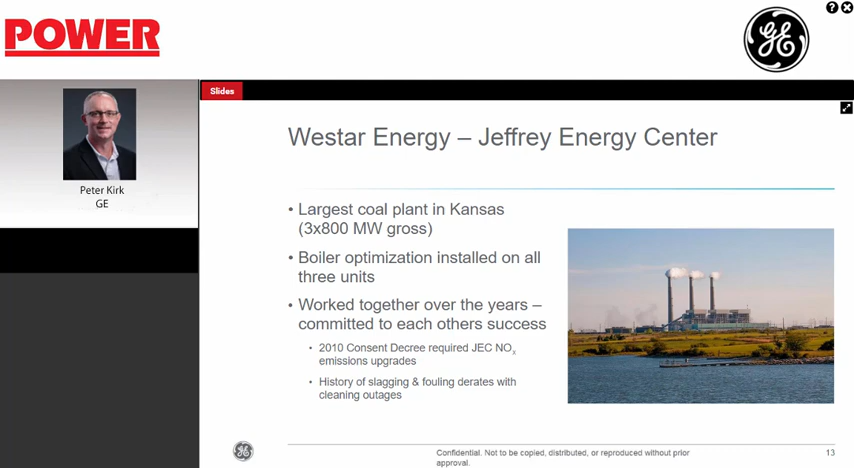 POWER
GE
Slides
Peter Kirk
GE
Westar Energy – Jeffrey Energy Center
• Largest coal plant in Kansas
(3x800 MW gross)
• Boiler optimization installed on all
three units
• Worked together over the years –
committed to each others success
• 2010 Consent Decree required JEC NOx
emissions upgrades
• History of slagging & fouling derates with
cleaning outages
GE
Confidential. Not to be copied, distributed, or reproduced without prior
approval.
13